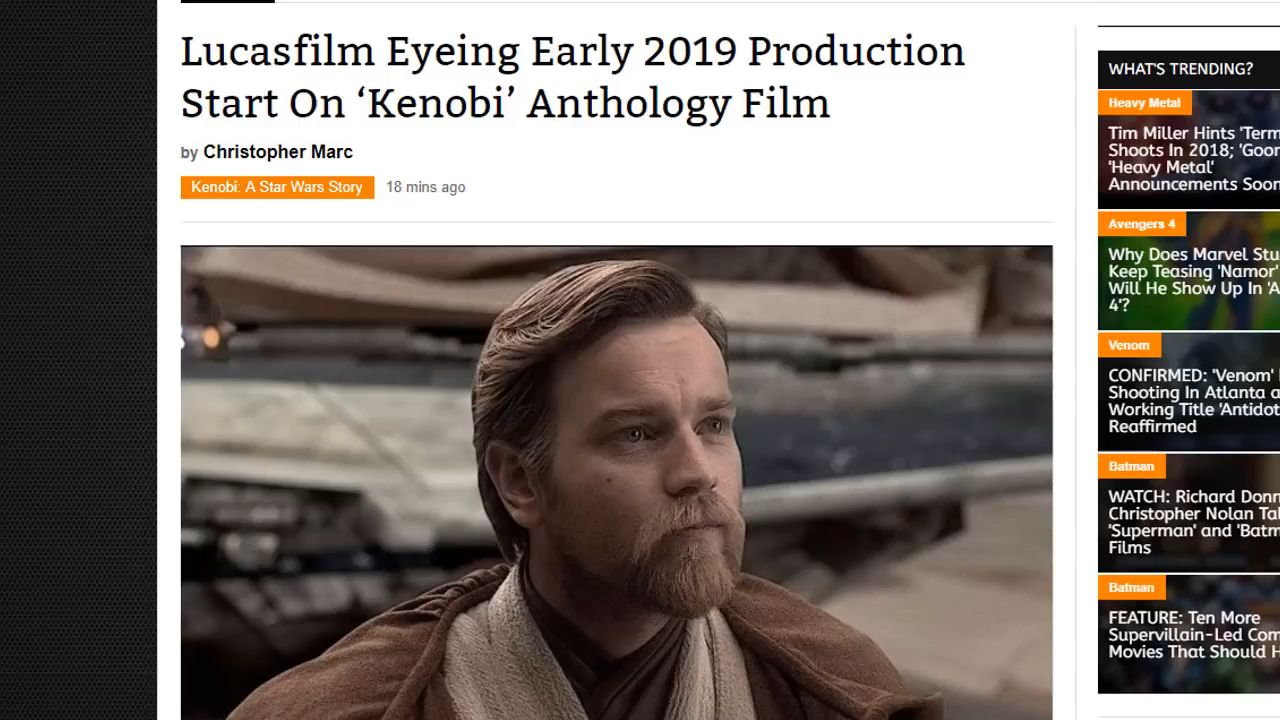 Lucasfilm Eyeing Early 2019 Production
Start On ‘Kenobi’ Anthology Film
by Christopher Marc
Kenobi: A Star Wars Story 18 mins ago
WHAT'S TRENDING?
Heavy Metal
Tim Miller Hints
Shoots In 2018;
'Heavy Metal'
Announcements Soon
Avengers 4
Why Does Marvel
Keep Teasing 'Namor'
Will He Show Up In
4'?
Venom
CONFIRMED: 'Venom'
Shooting In Atlanta
Working Title
Reaffirmed
Batman
WATCH: Richard
Christopher Nolan
'Superman' and
Films
Batman
FEATURE: Ten More
Supervillain-Led
Movies That Should